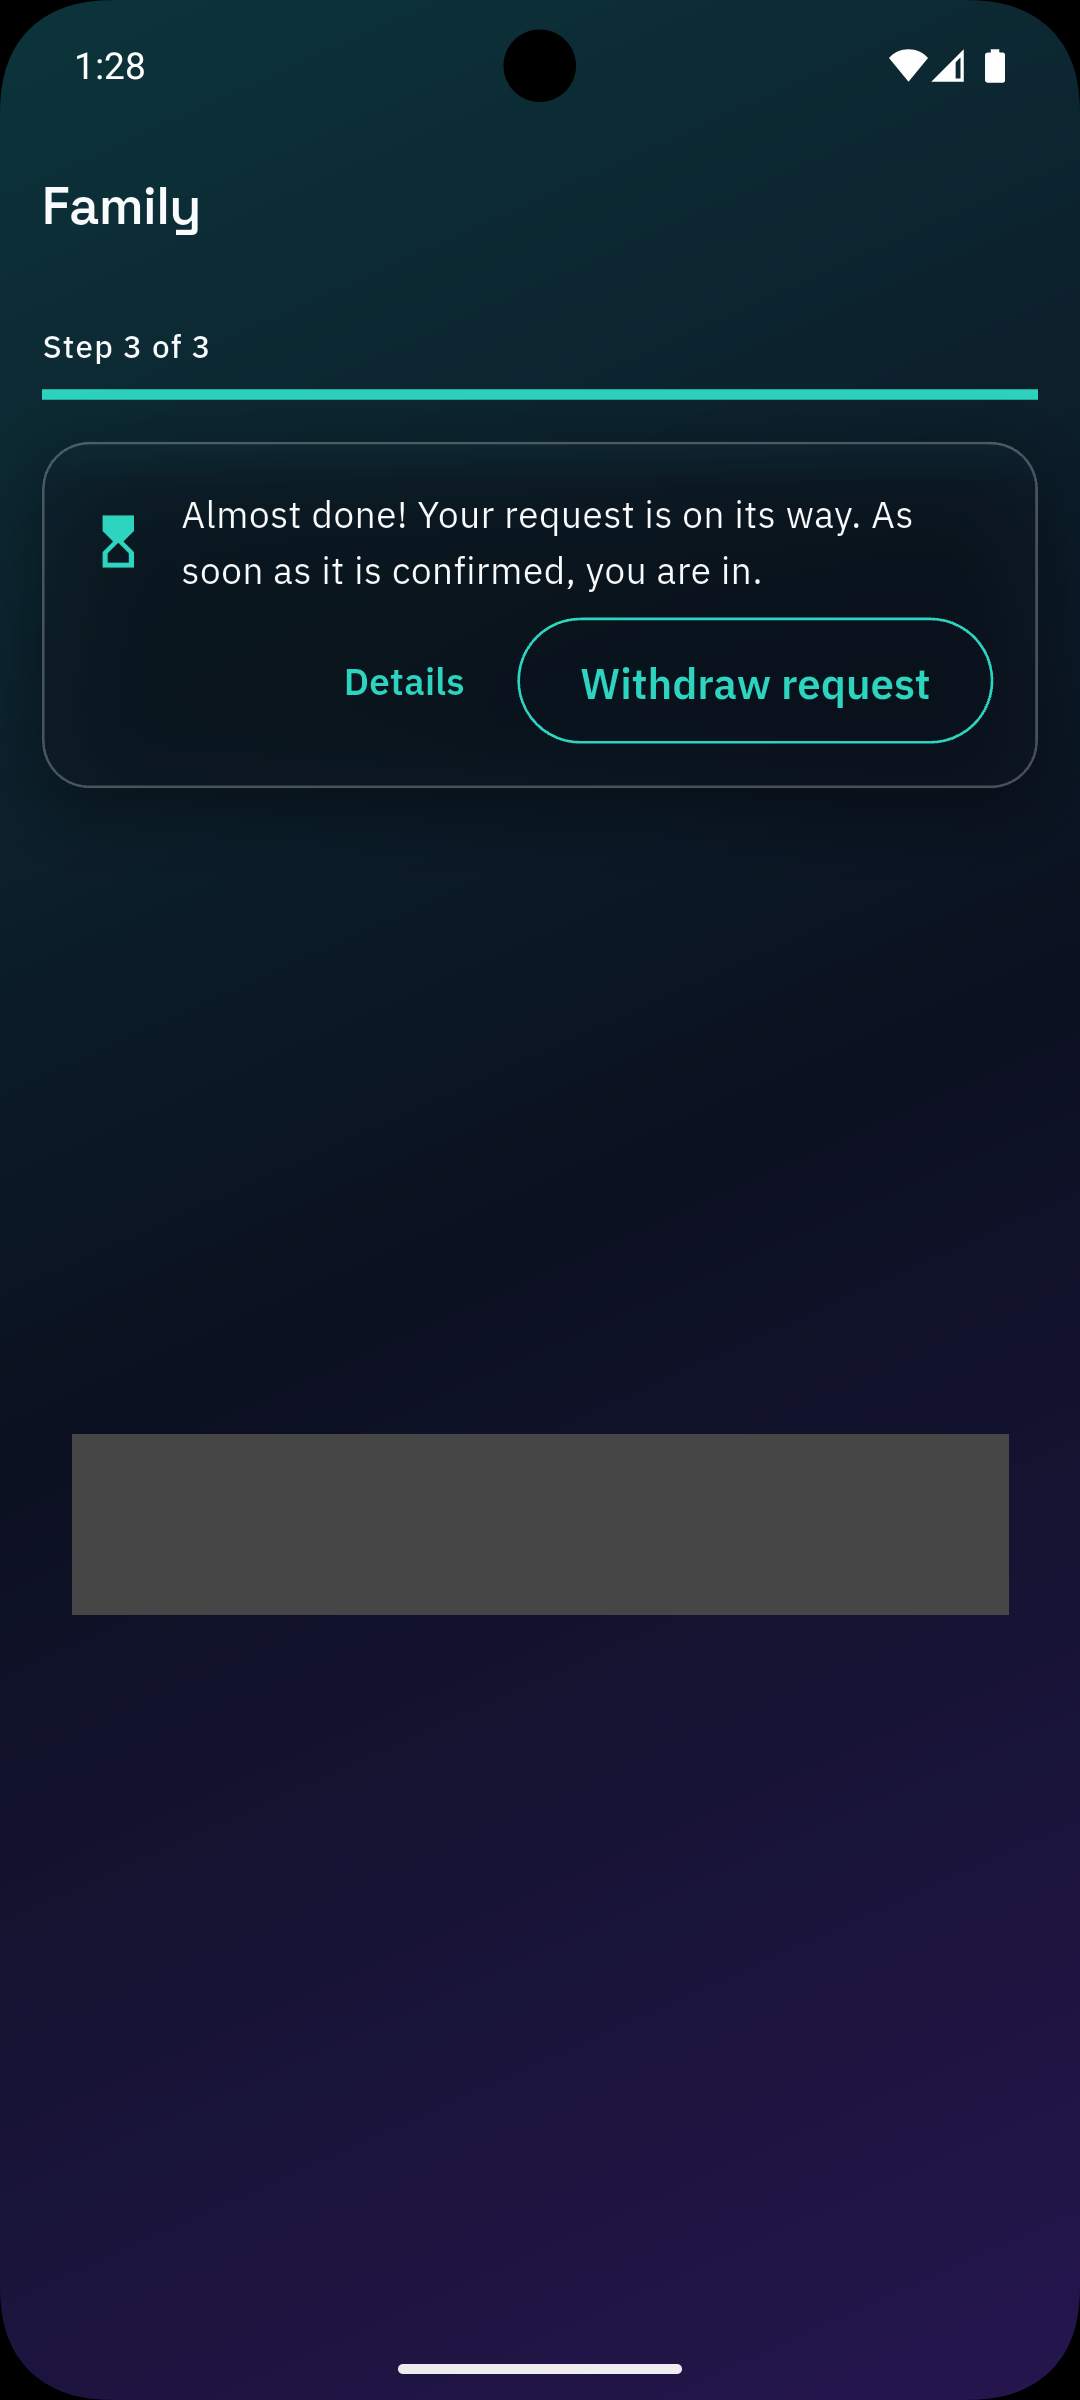 1:28
Family
Step 3 of 3
Almost done! Your request is on its way. As
soon as it is confirmed, you are in.
Details
Withdraw request